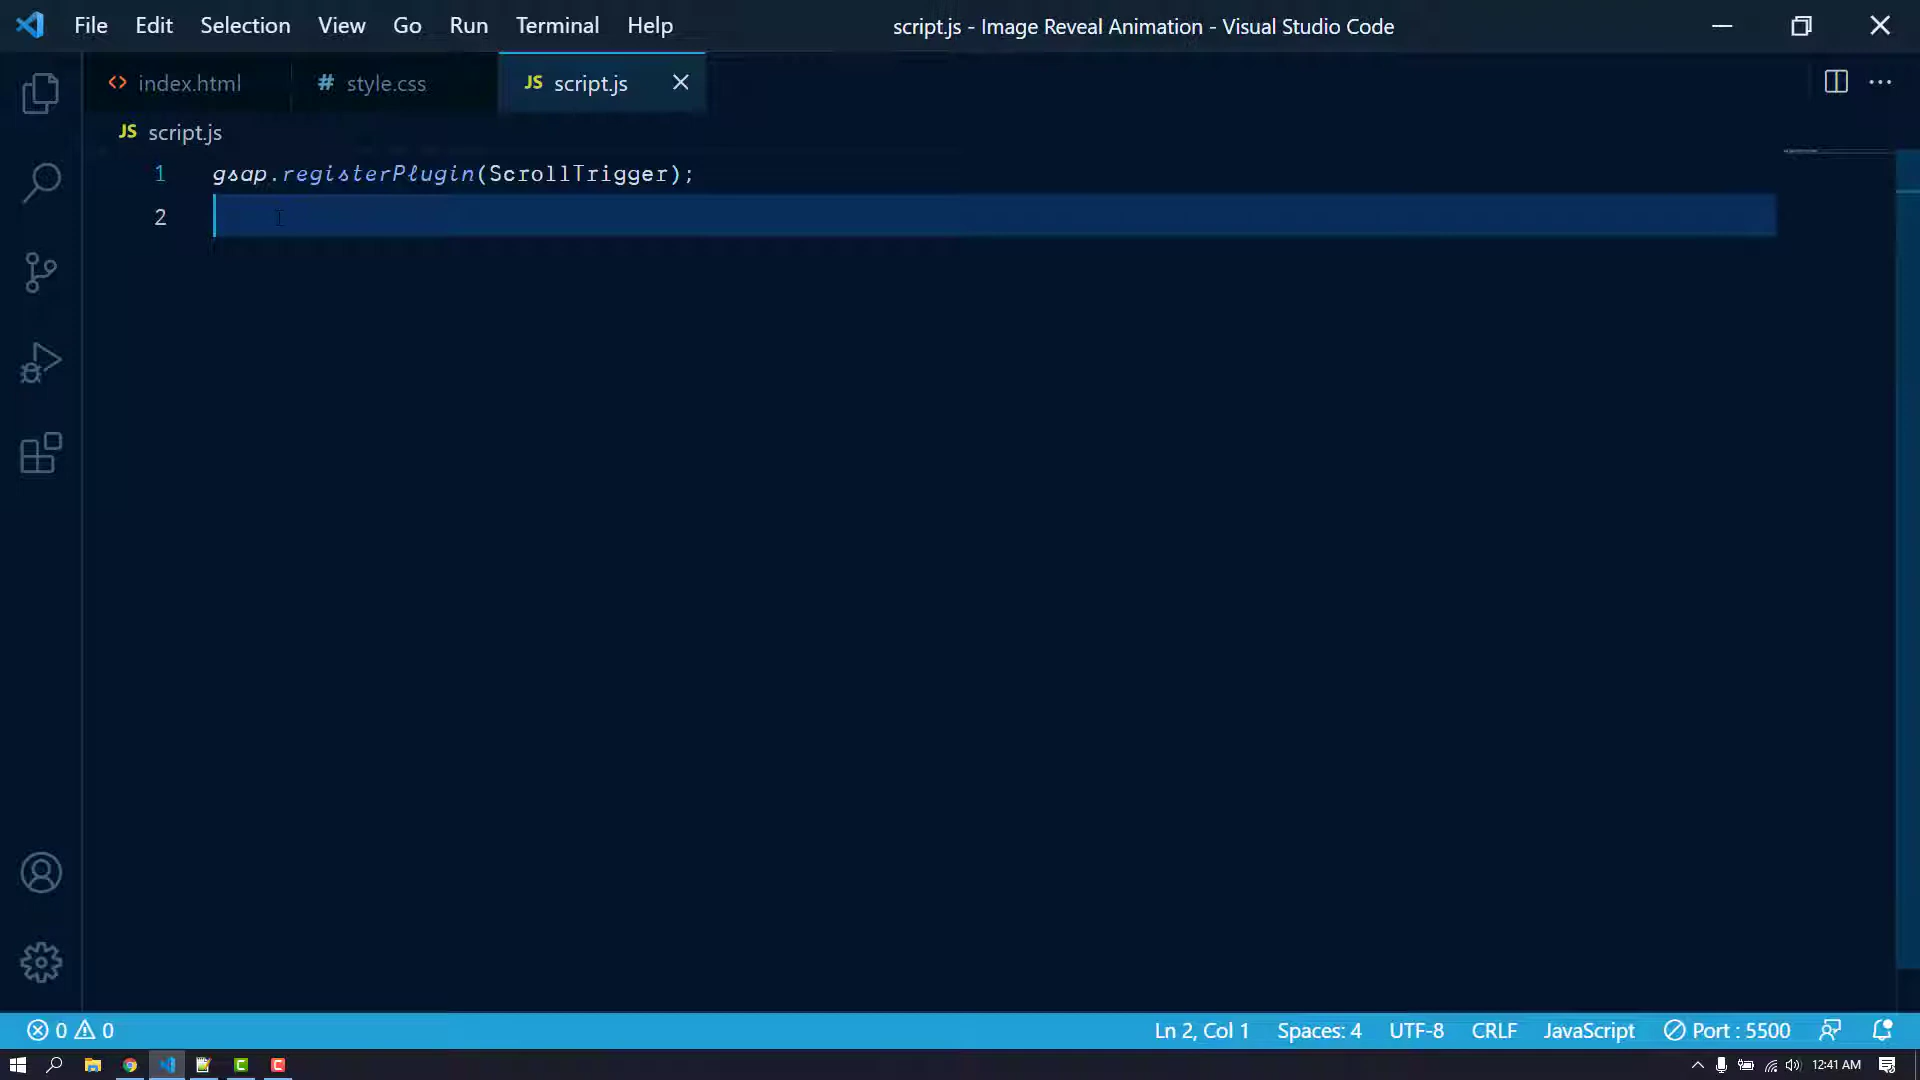 File Edit Selection View Go Run Terminal Help script.js - Image Reveal Animation - Visual Studio Code
<> index.html # style.css JS script.js
JS script.js
1 gsap.registerPlugin(ScrollTrigger);
2
0 0 Ln 2, Col 1 Spaces: 4 UTF-8 CRLF JavaScript Port : 5500
12:41 AM